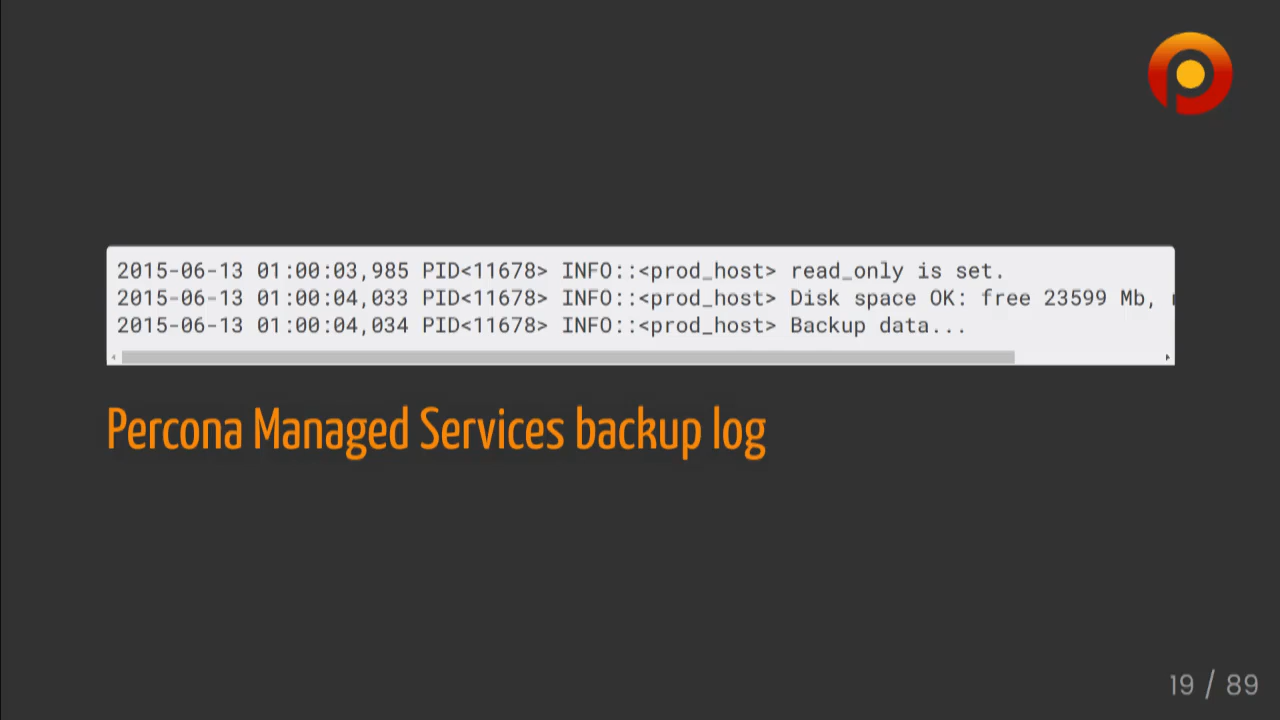 2015-06-13 01:00:03,985 PID<11678> INFO::<prod_host> read_only is set.
2015-06-13 01:00:04,033 PID<11678> INFO::<prod_host> Disk space OK: free 23599 Mb,
2015-06-13 01:00:04,034 PID<11678> INFO::<prod_host> Backup data...
Percona Managed Services backup log
19 / 89